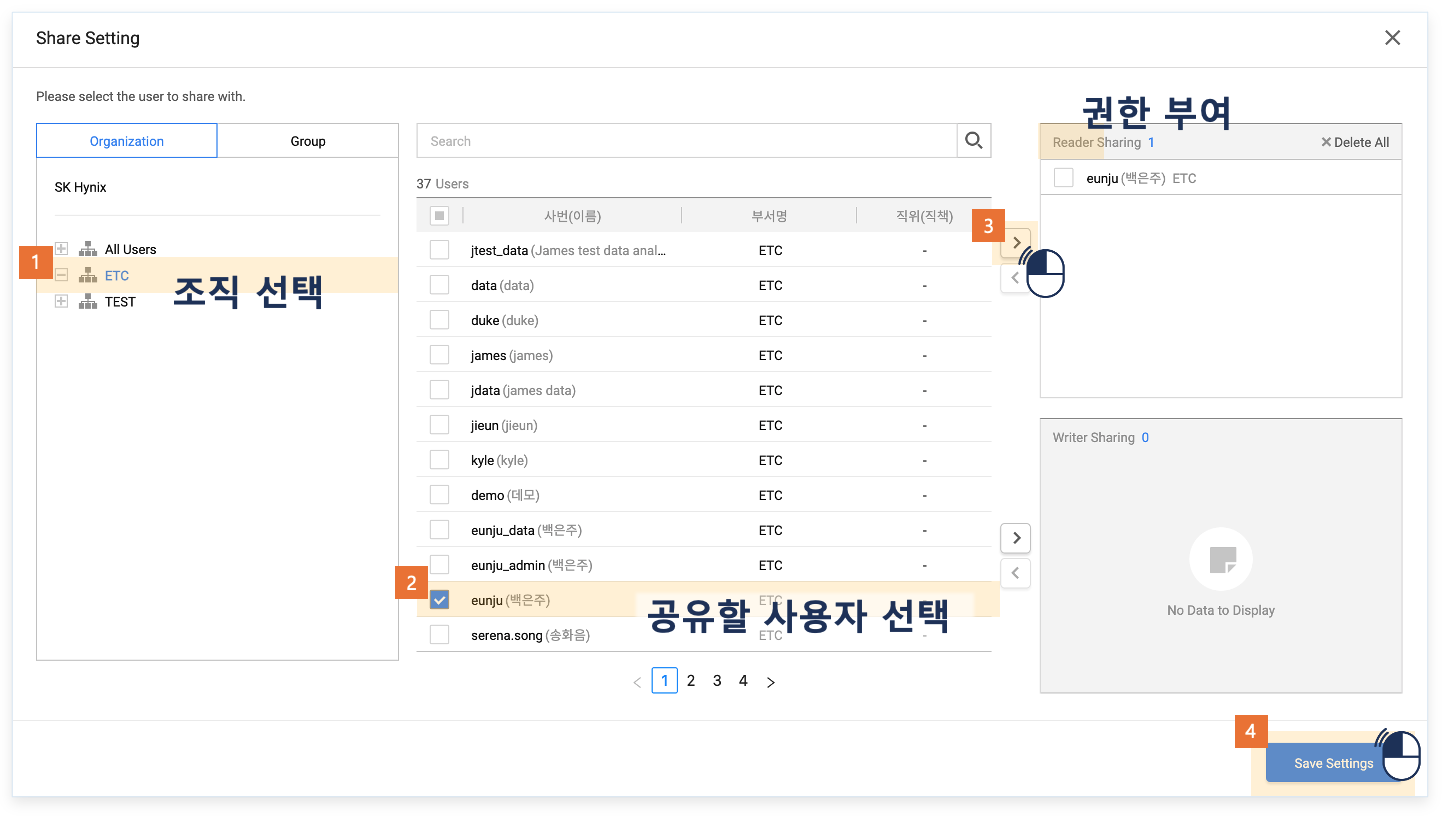 Share Setting
Please select the user to share with.
Organization
Group
SK Hynix
All Users
1
ETC
조직 선택
TEST
Search
37 Users
사번(이름) 부서명 직위(직책)
jtest_data (James test data anal... ETC -
data (data) ETC -
duke (duke) ETC -
james (james) ETC -
jdata (james data) ETC -
jieun (jieun) ETC -
kyle (kyle) ETC -
demo (데모) ETC -
eunju_data (백은주) ETC -
eunju_admin (백은주) ETC -
2
eunju (백은주) ETC
공유할 사용자 선택
serena.song (송화음) ETC -
< 1 2 3 4 >
3
권한 부여
Reader Sharing 1
Delete All
eunju (백은주) ETC
Writer Sharing 0
No Data to Display
4
Save Settings